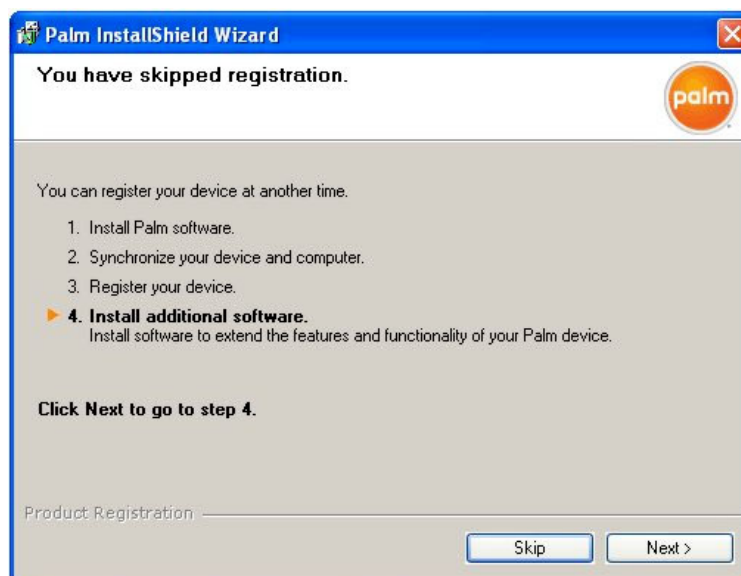 Palm InstallShield Wizard
You have skipped registration.
palm
You can register your device at another time.
1. Install Palm software.
2. Synchronize your device and computer.
3. Register your device.
4. Install additional software.
Install software to extend the features and functionality of your Palm device.
Click Next to go to step 4.
Product Registration
Skip
Next >